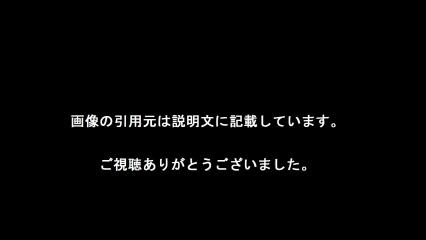 画像の引用元は説明文に記載しています。
ご視聴ありがとうございました。